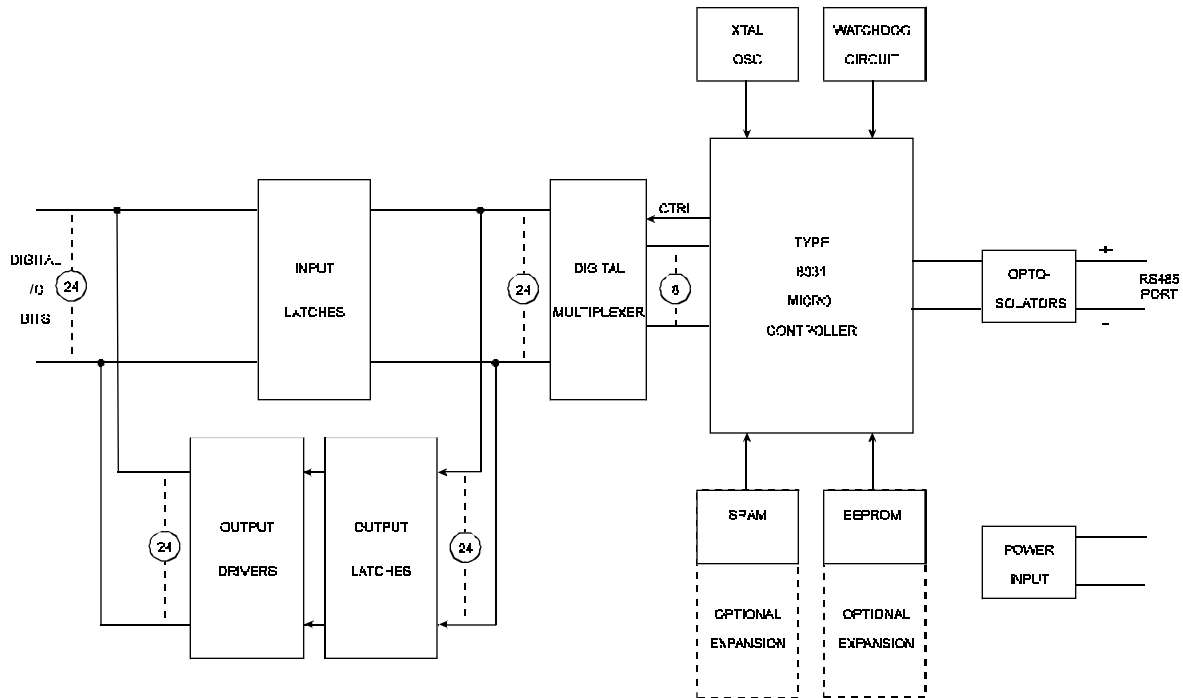 XTAL
OSC
WATCHDOG
CIRCUIT
DIGITAL
I/O
BITS
24
INPUT
LATCHES
24
DIGITAL
MULTIPLEXER
CTRL
8
TYPE
8031
MICRO
CONTROLLER
OPTO-
ISOLATORS
+
-
RS485
PORT
24
OUTPUT
DRIVERS
OUTPUT
LATCHES
24
SRAM
OPTIONAL
EXPANSION
EEPROM
OPTIONAL
EXPANSION
POWER
INPUT